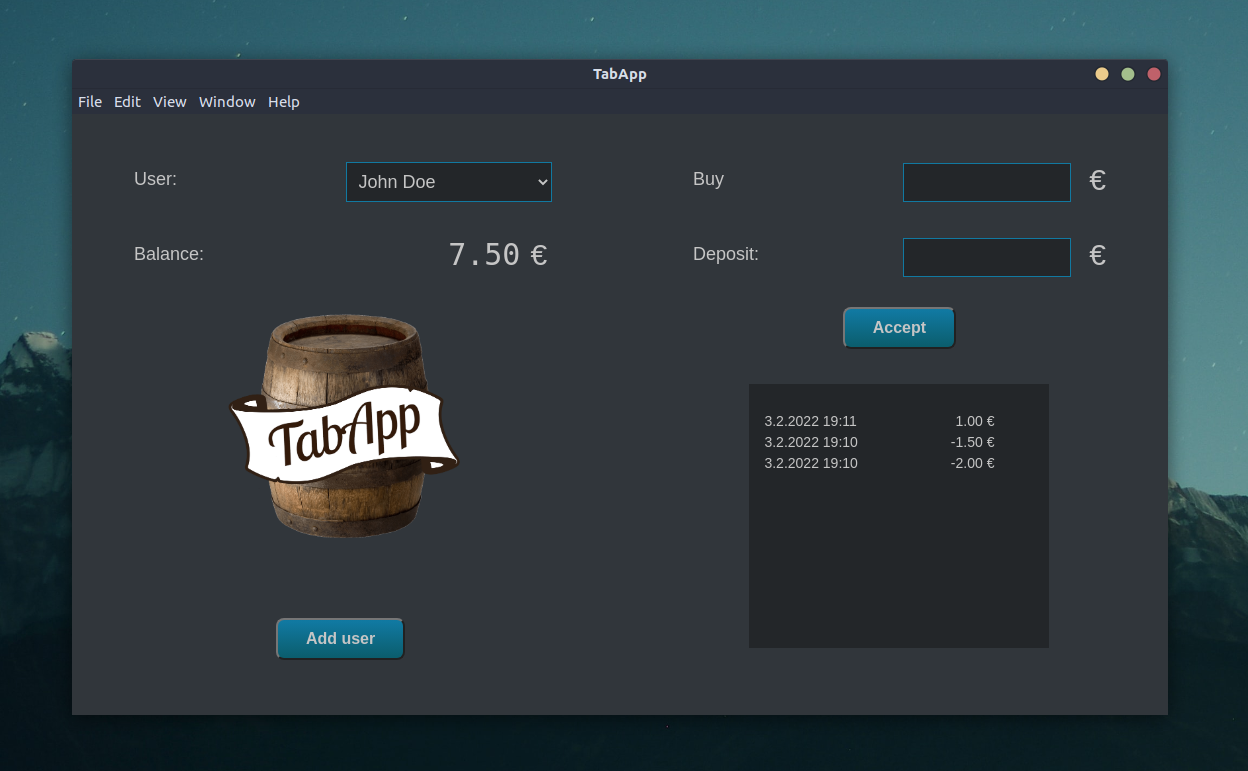 TabApp
File Edit View Window Help
User: John Doe
Balance: 7.50 €
TabApp
Add user
Buy €
Deposit: €
Accept
3.2.2022 19:11 1.00 €
3.2.2022 19:10 -1.50 €
3.2.2022 19:10 -2.00 €